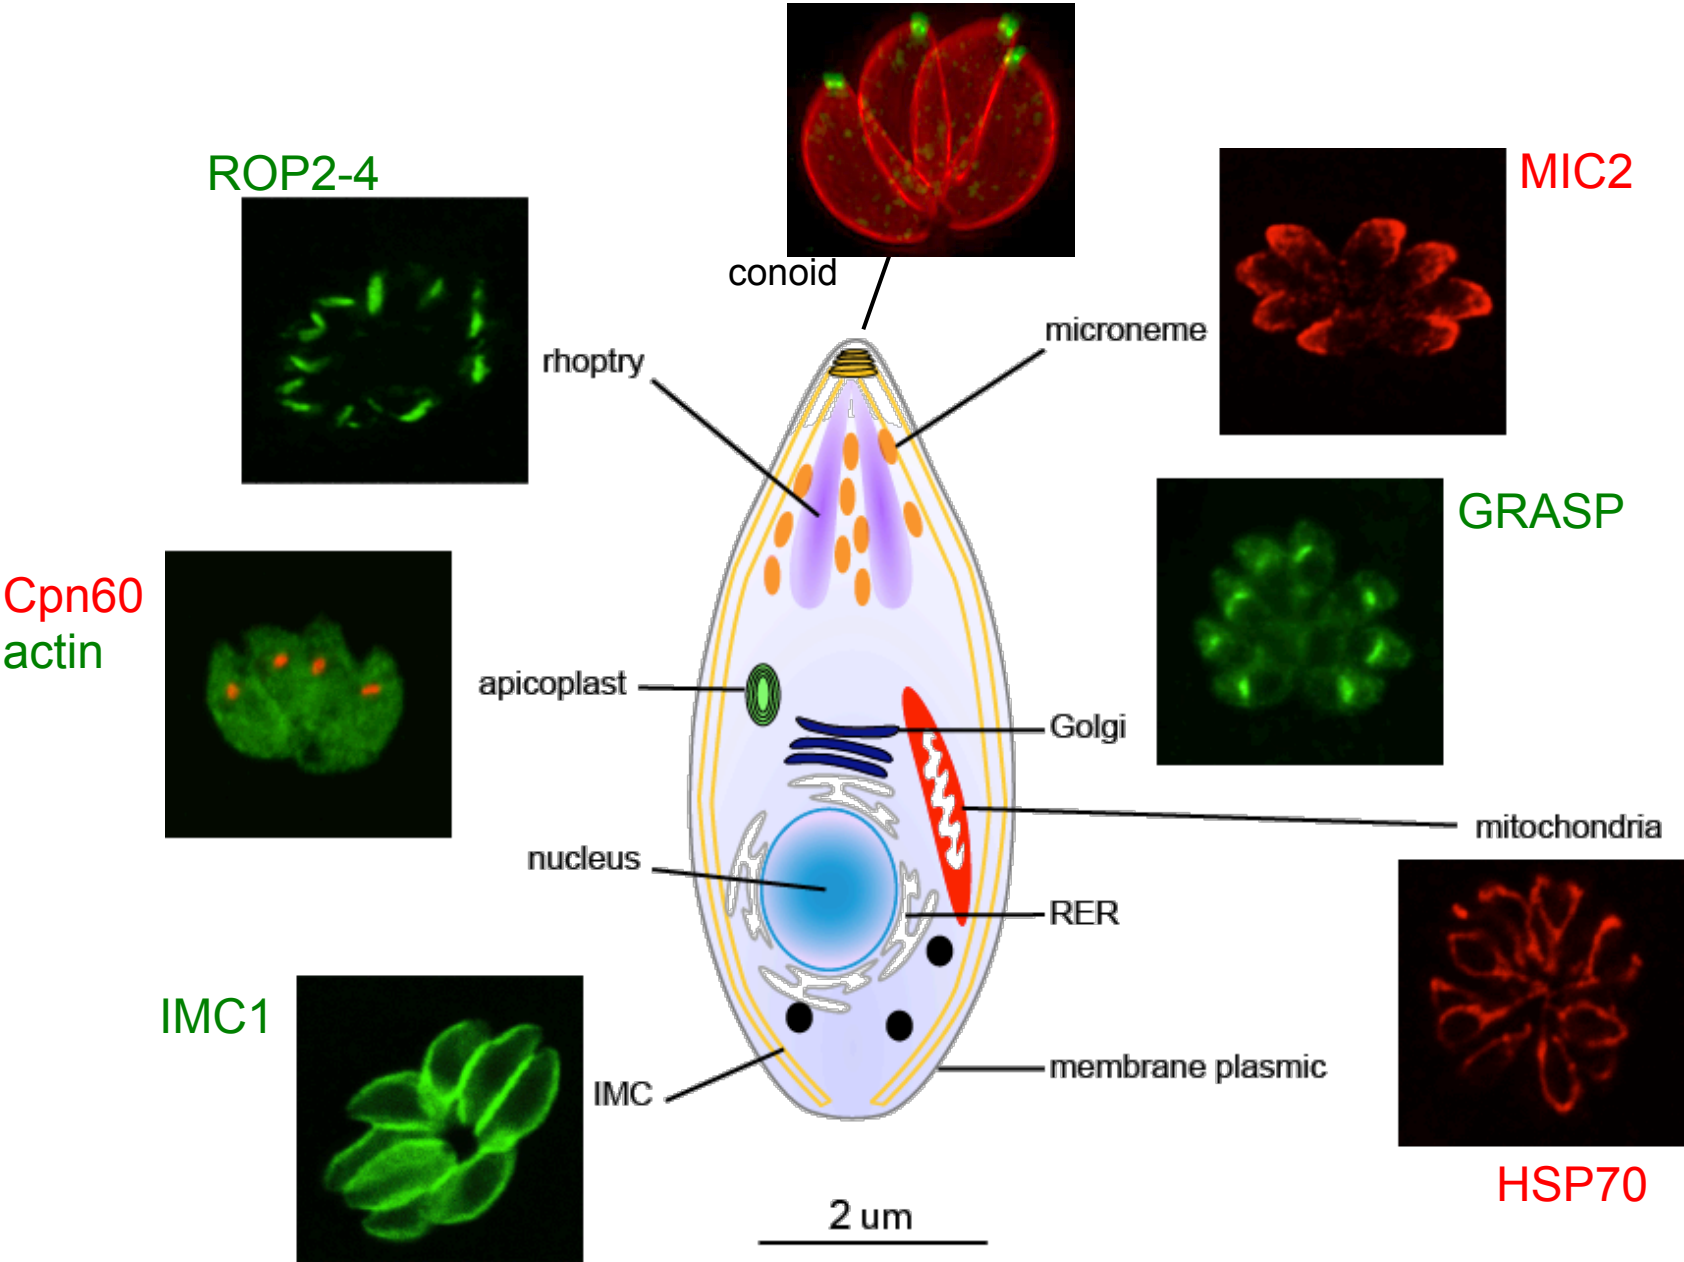 conoid
ROP2-4
MIC2
microneme
rhoptry
GRASP
Cpn60
actin
apicoplast
Golgi
mitochondria
nucleus
RER
IMC1
membrane plasmic
IMC
HSP70
2 um